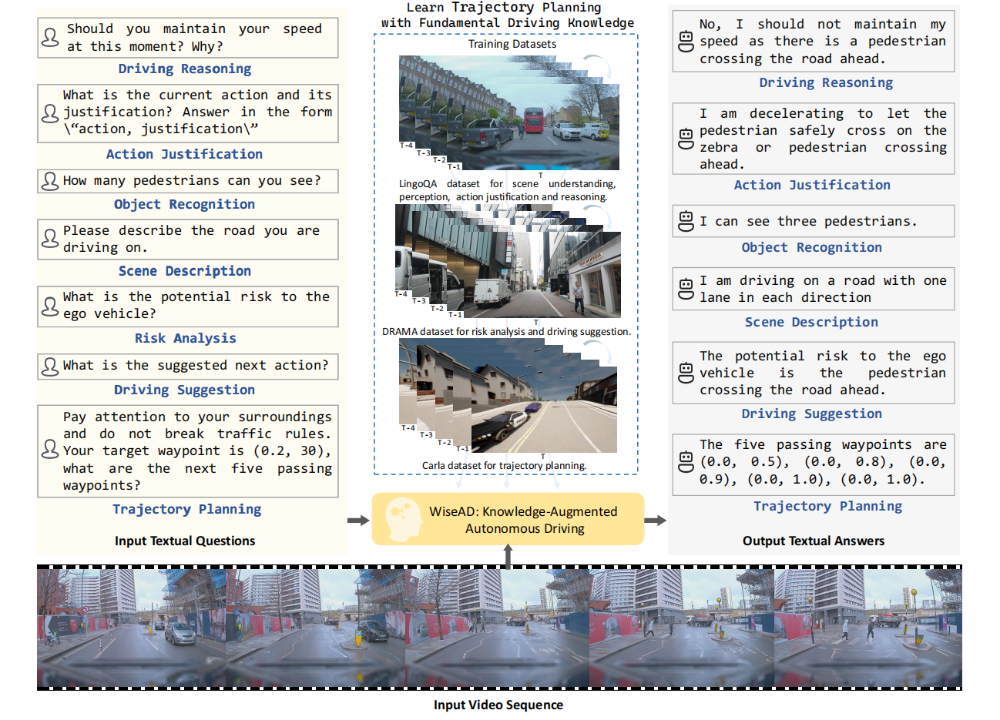 Learn Trajectory Planning
with Fundamental Driving Knowledge
Should you maintain your speed
at this moment? Why?
Driving Reasoning
What is the current action and its
justification? Answer in the form
\“action, justification\”
Action Justification
How many pedestrians can you see?
Object Recognition
Please describe the road you are
driving on.
Scene Description
What is the potential risk to the
ego vehicle?
Risk Analysis
What is the suggested next action?
Driving Suggestion
Pay attention to your surroundings
and do not break traffic rules.
Your target waypoint is (0.2, 30),
what are the next five passing
waypoints?
Trajectory Planning
Input Textual Questions
Training Datasets
T-4
T-3
T-2
T-1
T
LingoQA dataset for scene understanding,
perception, action justification and reasoning.
T-4
T-3
T-2
T-1
T
DRAMA dataset for risk analysis and driving suggestion.
T-4
T-3
T-2
T-1
T
Carla dataset for trajectory planning.
WiseAD: Knowledge-Augmented
Autonomous Driving
No, I should not maintain my
speed as there is a pedestrian
crossing the road ahead.
Driving Reasoning
I am decelerating to let the
pedestrian safely cross on the
zebra or pedestrian crossing
ahead.
Action Justification
I can see three pedestrians.
Object Recognition
I am driving on a road with one
lane in each direction
Scene Description
The potential risk to the ego
vehicle is the pedestrian
crossing the road ahead.
Driving Suggestion
The five passing waypoints are
(0.0, 0.5), (0.0, 0.8), (0.0,
0.9), (0.0, 1.0), (0.0, 1.0).
Trajectory Planning
Output Textual Answers
Input Video Sequence